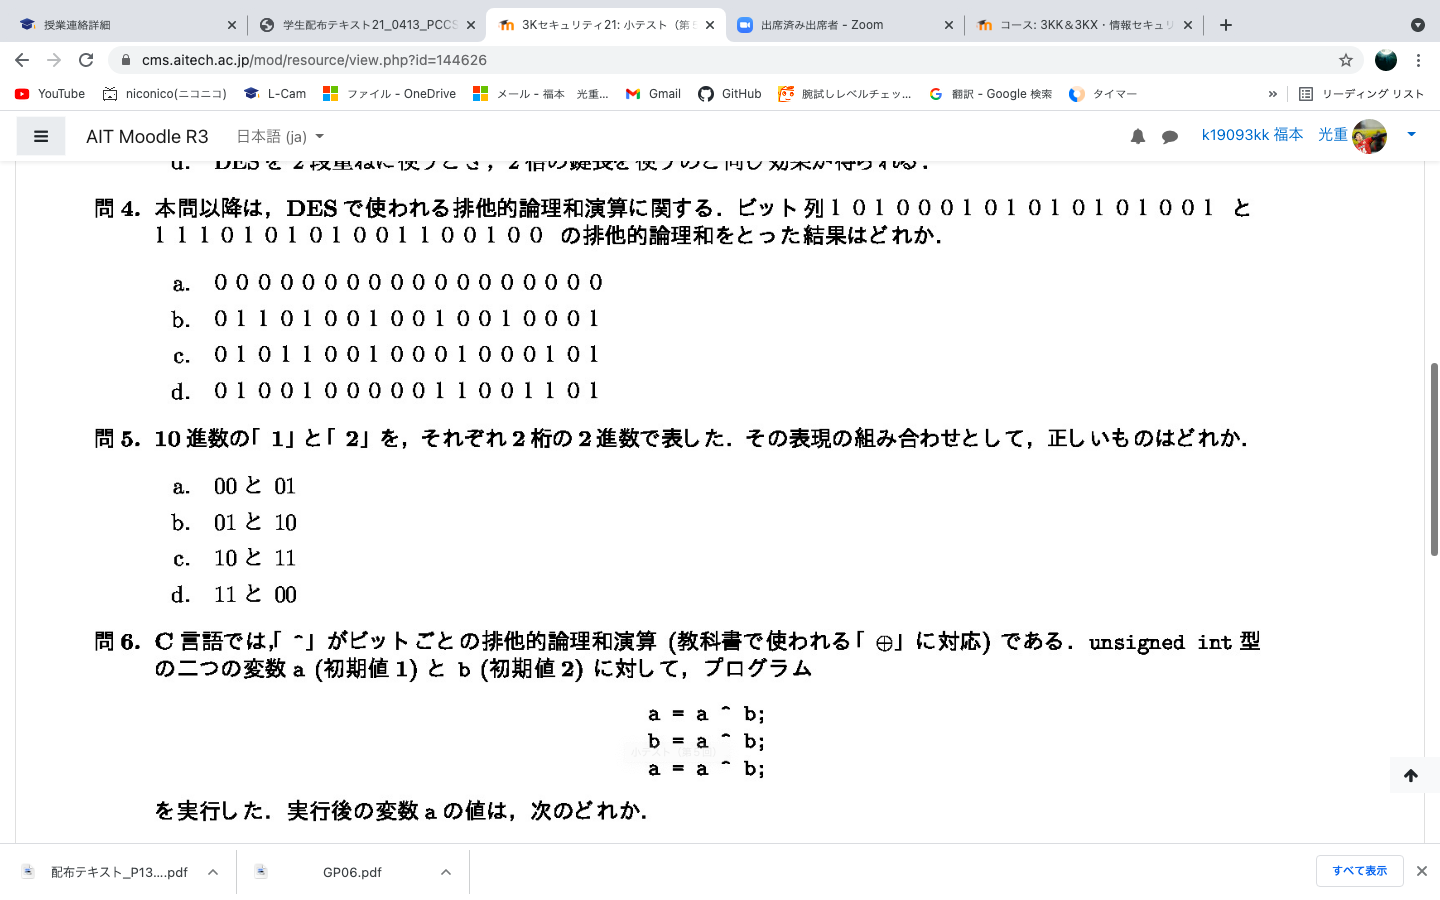 授業連絡細
学生配布テキスト21_0413_PCCS
3Kセキュリティ21: 小テスト（第
出席済み出席者 - Zoom
コース: 3KK＆3KX・情報セキュリ
cms.aitech.ac.jp/mod/resource/view.php?id=144626
YouTube
niconico(ニコニコ)
L-Cam
ファイル - OneDrive
メール - 福本 光重...
Gmail
GitHub
腕試しレベルチェッ...
翻訳 - Google 検索
タイマー
»
リーディング リスト
AIT Moodle R3
日本語 (ja)
k19093kk 福本 光重
d. DES を 2 段重ねに使うとき，2 倍の鍵長を使うのと同じ効果が得られる．
問 4. 本問以降は，DES で使われる排他的論理和演算に関する．ビット列 1 0 1 0 0 0 1 0 1 0 1 0 1 0 1 0 0 1 と
1 1 1 0 1 0 1 0 1 0 0 1 1 0 0 1 0 0 の排他的論理和をとった結果はどれか．
a. 0 0 0 0 0 0 0 0 0 0 0 0 0 0 0 0 0 0
b. 0 1 1 0 1 0 0 1 0 0 1 0 0 1 0 0 0 1
c. 0 1 0 1 1 0 0 1 0 0 0 1 0 0 0 1 0 1
d. 0 1 0 0 1 0 0 0 0 0 1 1 0 0 1 1 0 1
問 5. 10 進数の「 1」と「 2」を，それぞれ 2 桁の 2 進数で表した．その表現の組み合わせとして，正しいものはどれか．
a. 00 と 01
b. 01 と 10
c. 10 と 11
d. 11 と 00
問 6. C 言語では，「 ^」がビットごとの排他的論理和演算 (教科書で使われる「 ⊕」に対応) である．unsigned int 型
の二つの変数 a (初期値 1) と b (初期値 2) に対して，プログラム
a = a ^ b;
b = a ^ b;
a = a ^ b;
を実行した．実行後の変数 a の値は，次のどれか．
配布テキスト_P13....pdf
GP06.pdf
すべて表示